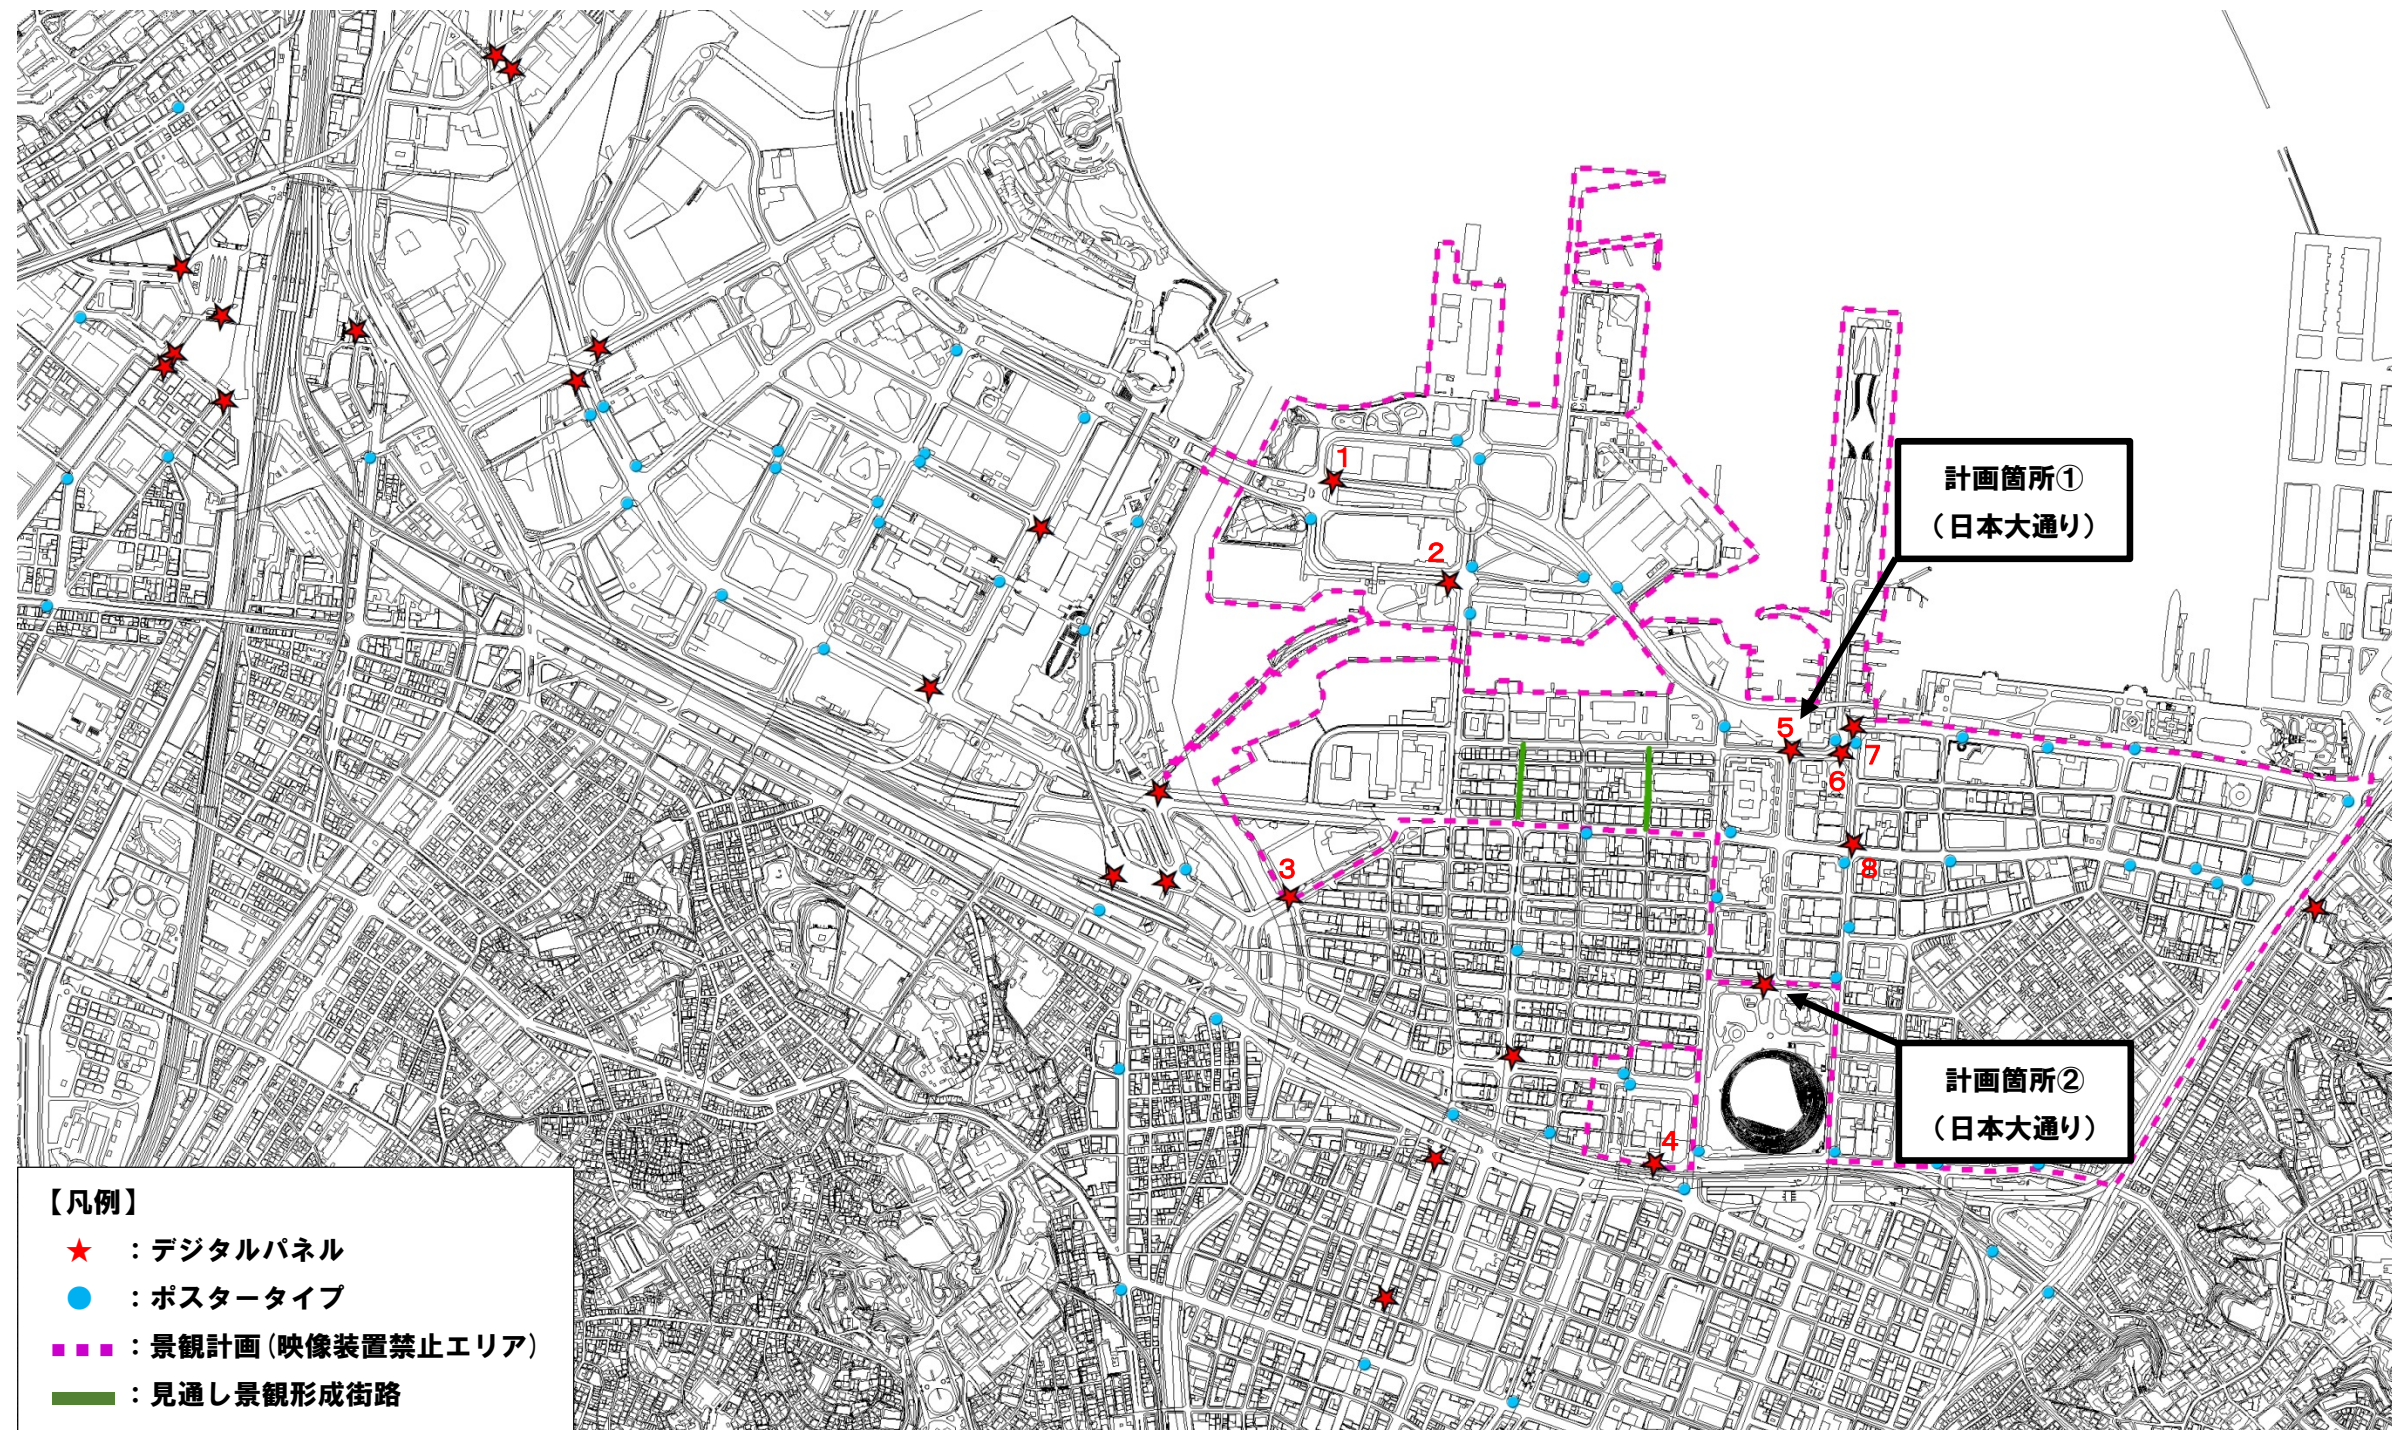 1
計画箇所①
（日本大通り）
2
5
7
6
3
8
計画箇所②
（日本大通り）
4
【凡例】
★ ：デジタルパネル
● ：ポスタータイプ
：景観計画（映像装置禁止エリア）
：見通し景観形成街路